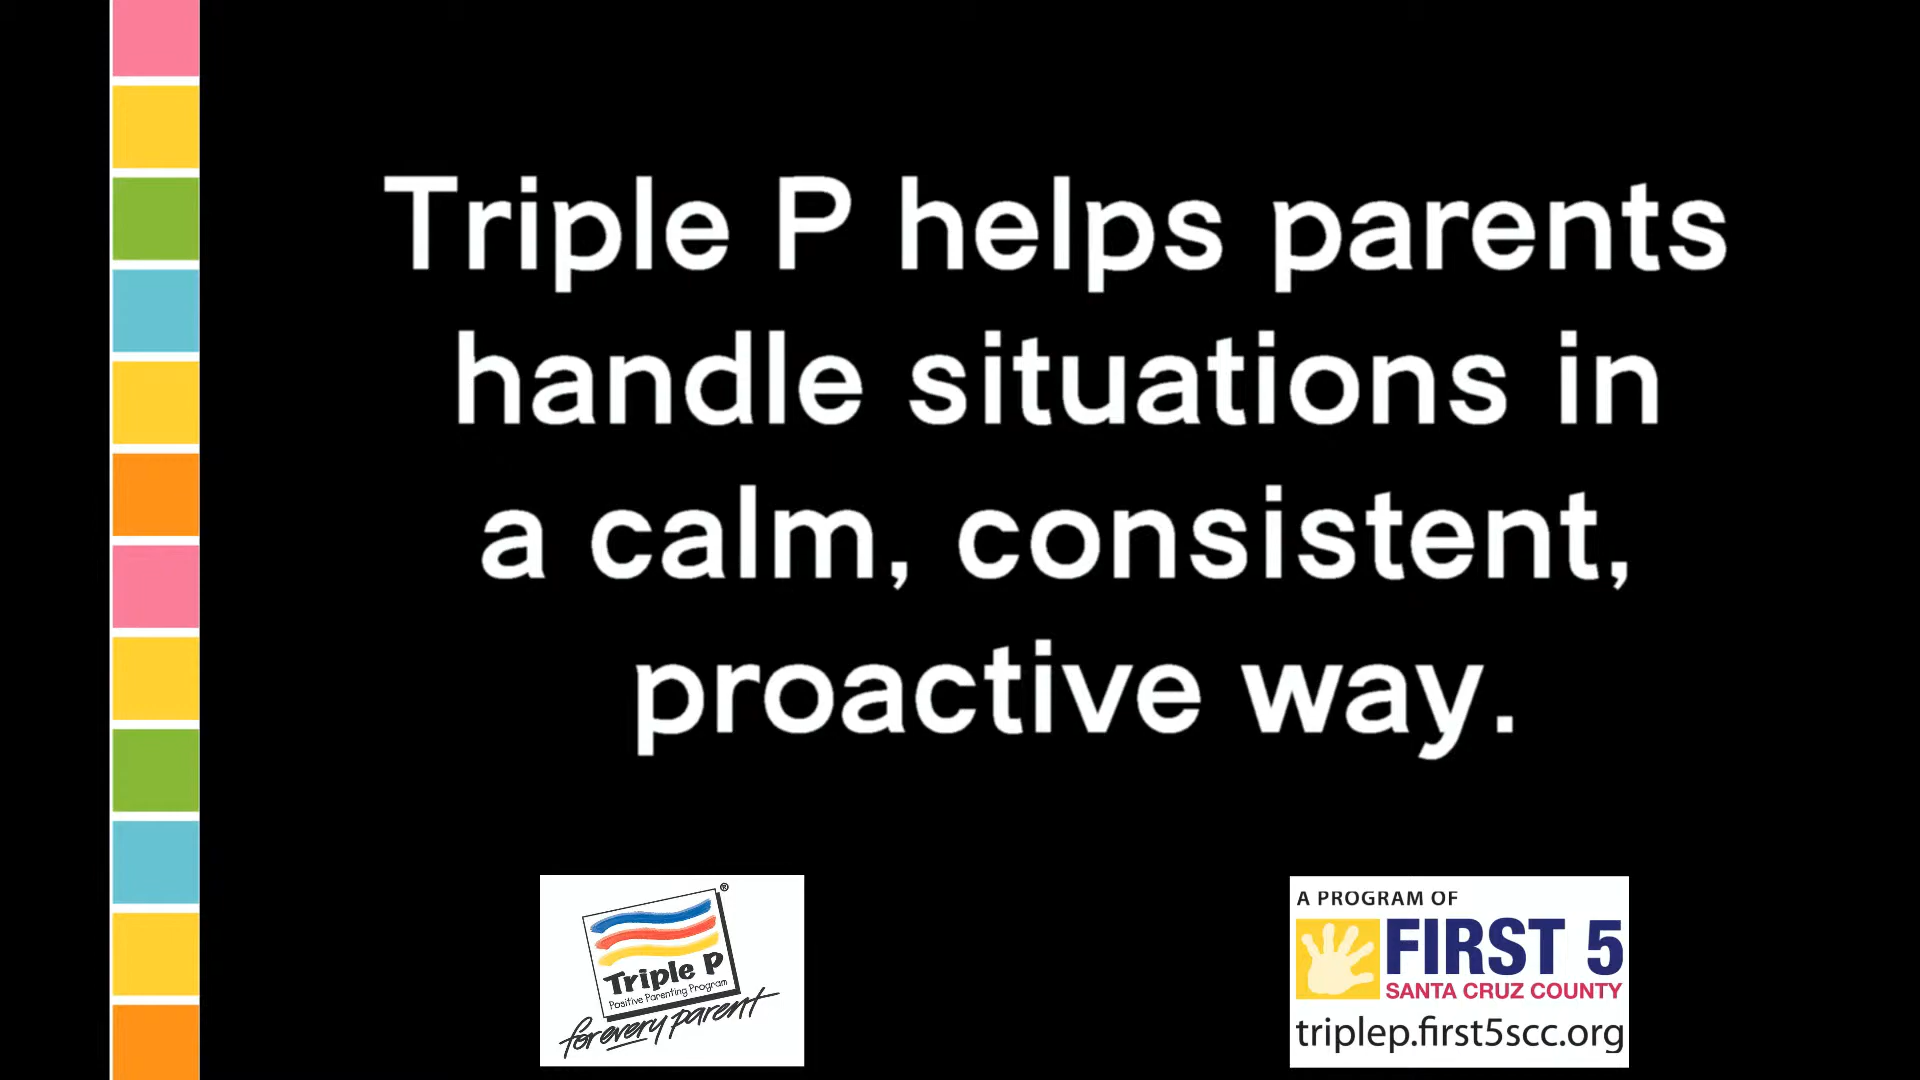 Triple P helps parents
handle situations in
a calm, consistent,
proactive way.
®
Triple P
Positive Parenting Program
for every parent
A PROGRAM OF
FIRST 5
SANTA CRUZ COUNTY
triplep.first5scc.org